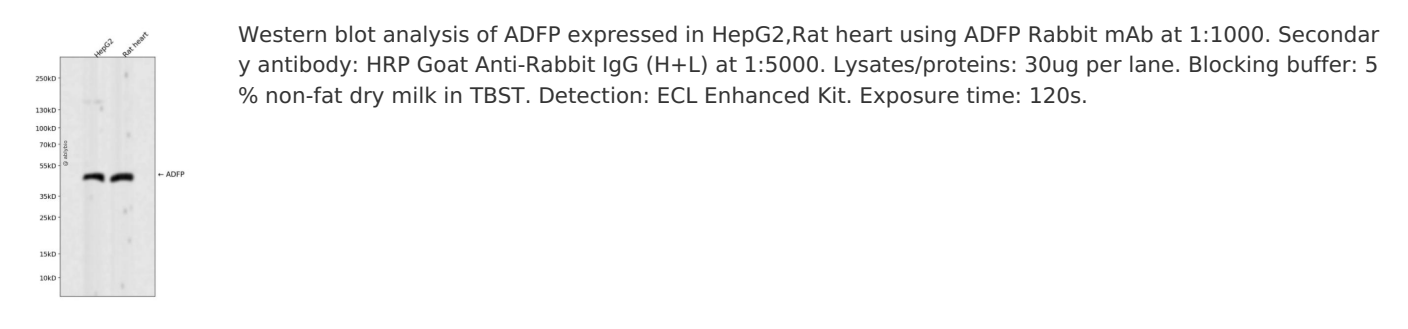 HepG2
Rat heart
250kD
130kD
100kD
70kD
55kD
35kD
25kD
15kD
10kD
@ ablybio
← ADFP
Western blot analysis of ADFP expressed in HepG2,Rat heart using ADFP Rabbit mAb at 1:1000. Secondar
y antibody: HRP Goat Anti-Rabbit IgG (H+L) at 1:5000. Lysates/proteins: 30ug per lane. Blocking buffer: 5
% non-fat dry milk in TBST. Detection: ECL Enhanced Kit. Exposure time: 120s.